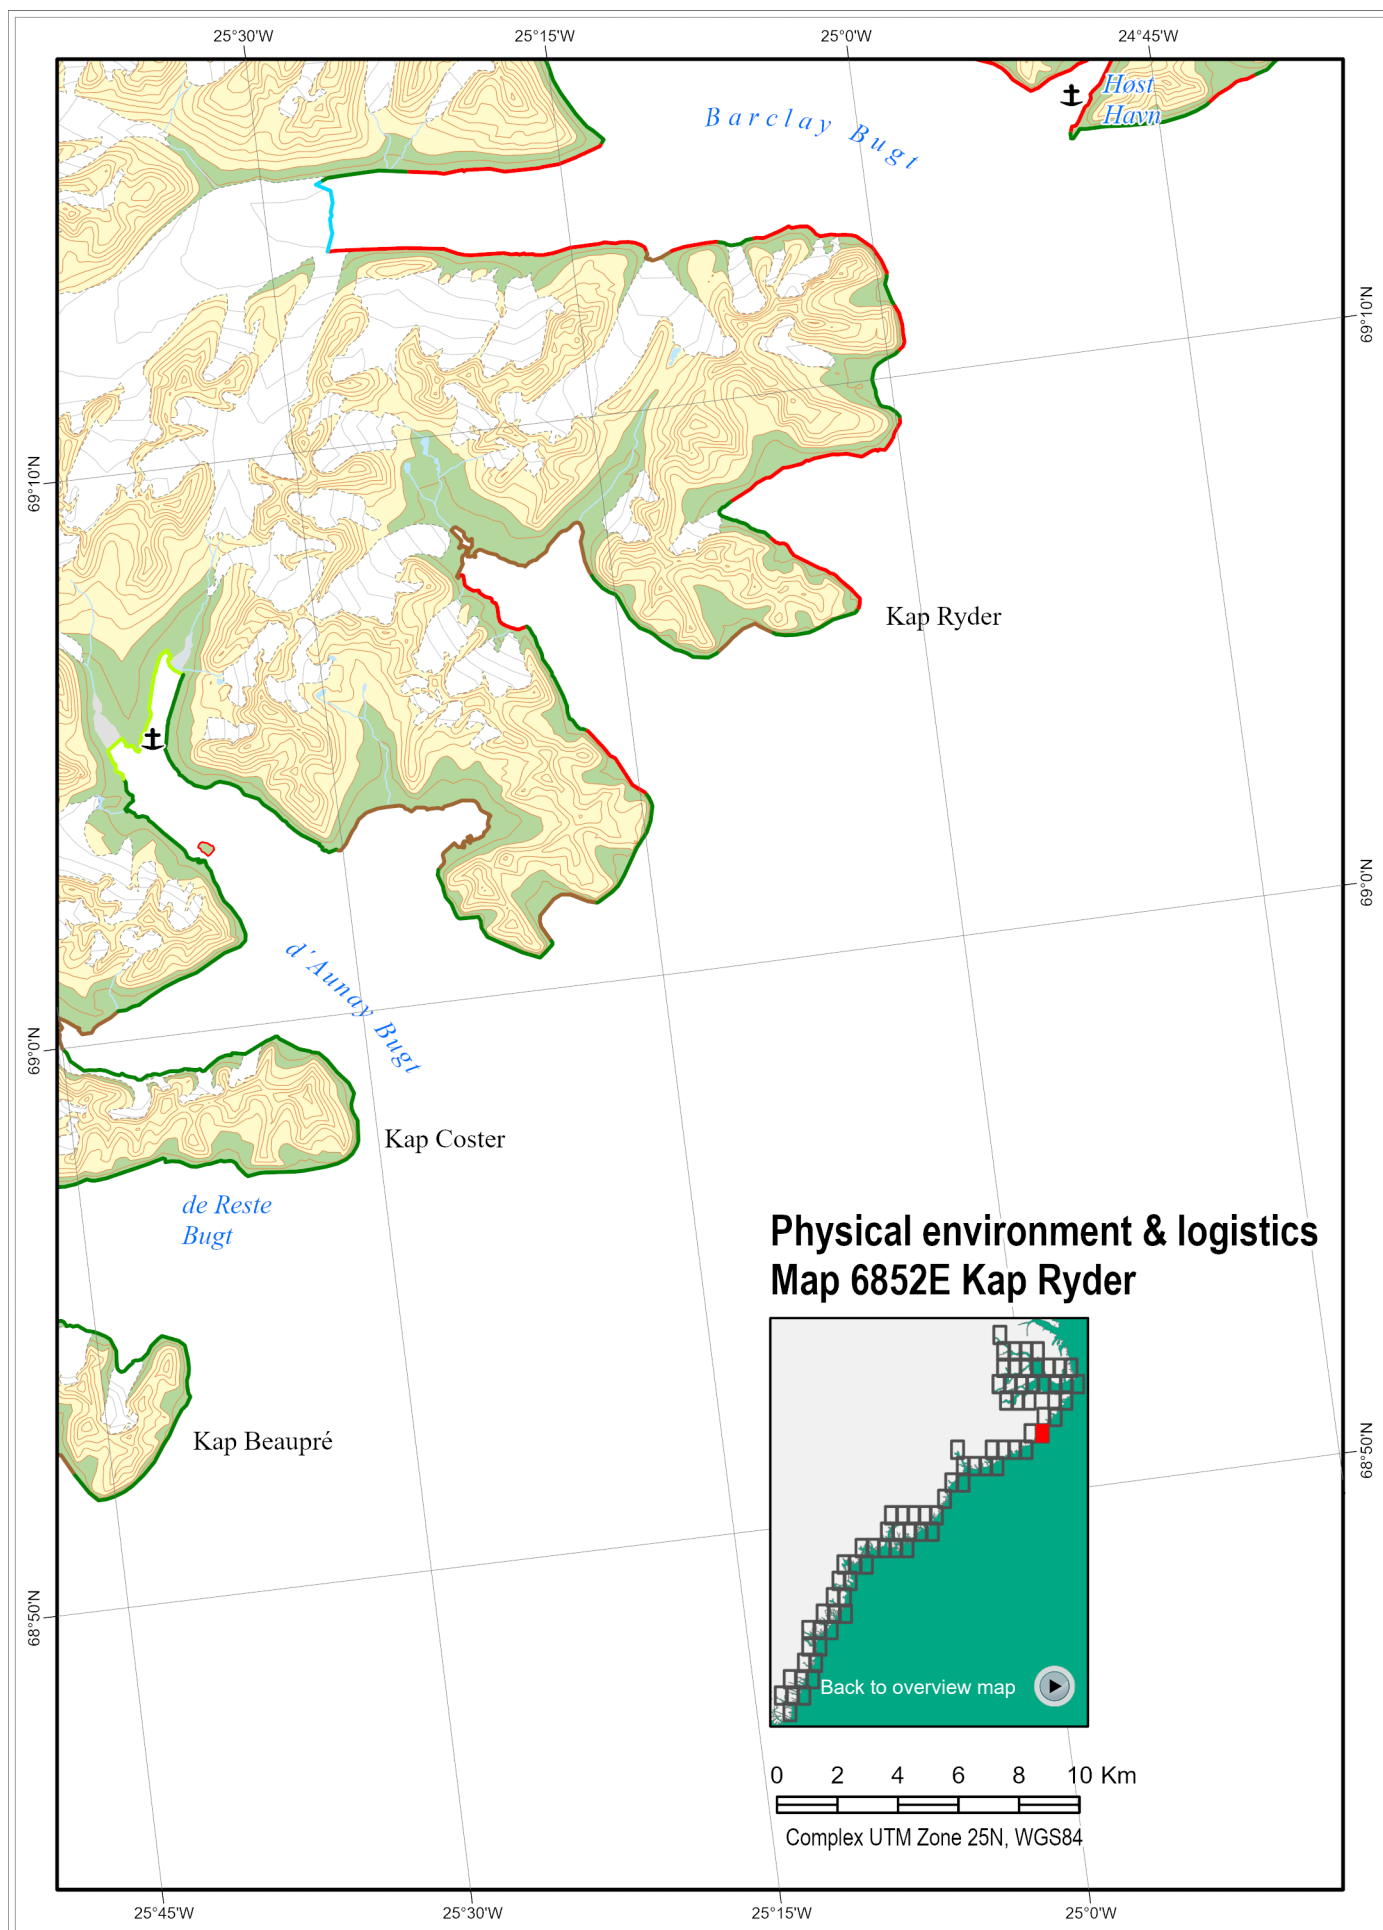 25°30'W
25°15'W
25°0'W
24°45'W
Høst
Havn
Barclay Bugt
69°10'N
69°10'N
Kap Ryder
69°0'N
d'Aunay Bugt
69°0'N
Kap Coster
de Reste
Bugt
Physical environment & logistics
Map 6852E Kap Ryder
Kap Beaupré
68°50'N
68°50'N
Back to overview map
0 2 4 6 8 10 Km
Complex UTM Zone 25N, WGS84
25°45'W
25°30'W
25°15'W
25°0'W